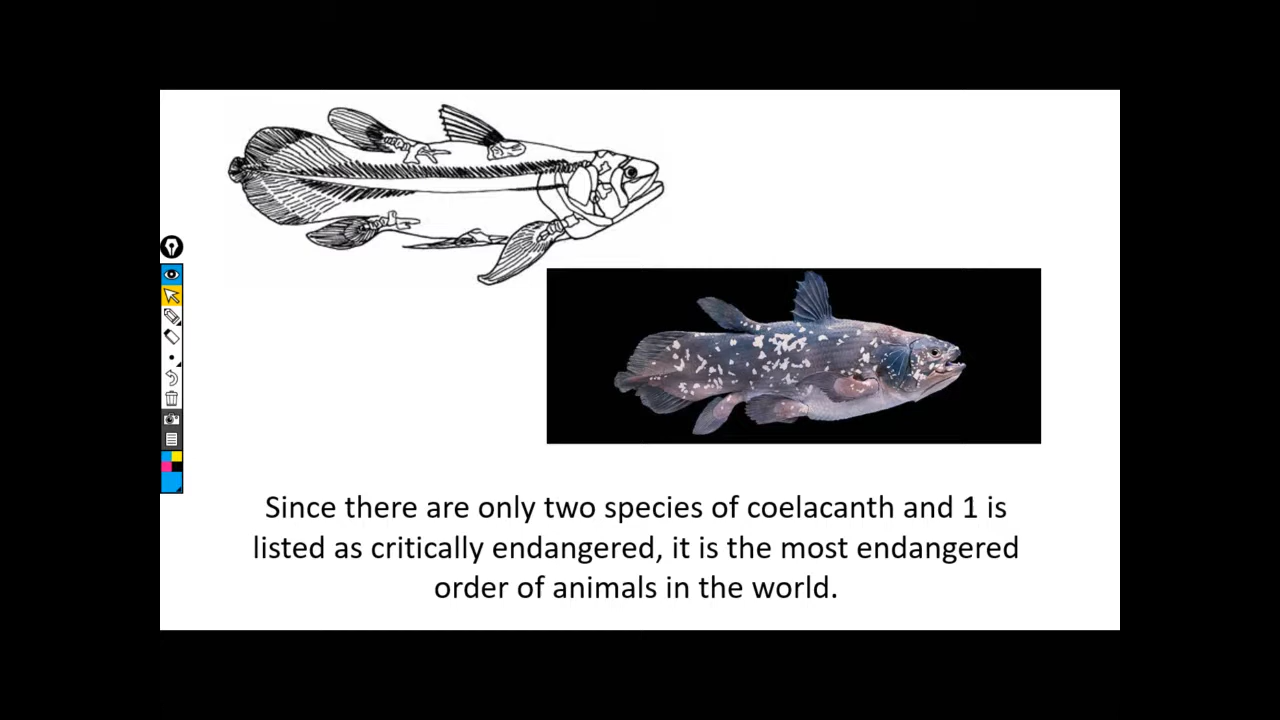 Since there are only two species of coelacanth and 1 is
listed as critically endangered, it is the most endangered
order of animals in the world.